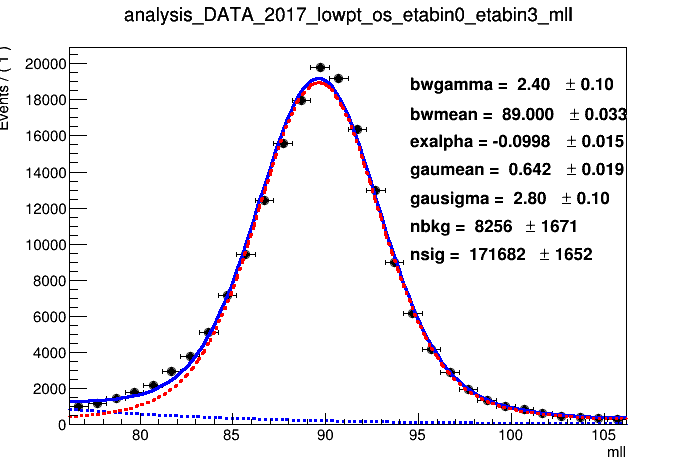 analysis_DATA_2017_lowpt_os_etabin0_etabin3_mll
Events / ( 1 )
20000
18000
16000
14000
12000
10000
8000
6000
4000
2000
0
bwgamma = 2.40 ± 0.10
bwmean = 89.000 ± 0.033
exalpha = -0.0998 ± 0.015
gaumean = 0.642 ± 0.019
gausigma = 2.80 ± 0.10
nbkg = 8256 ± 1671
nsig = 171682 ± 1652
80 85 90 95 100 105
mll